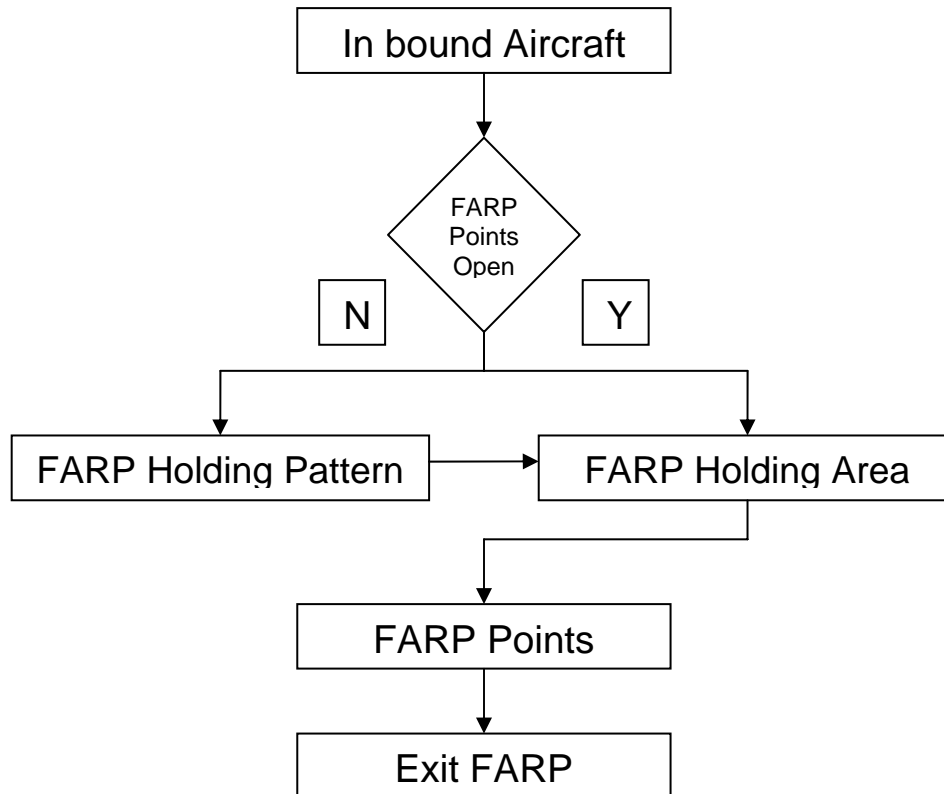 In bound Aircraft
FARP
Points
Open
N
Y
FARP Holding Pattern
FARP Holding Area
FARP Points
Exit FARP